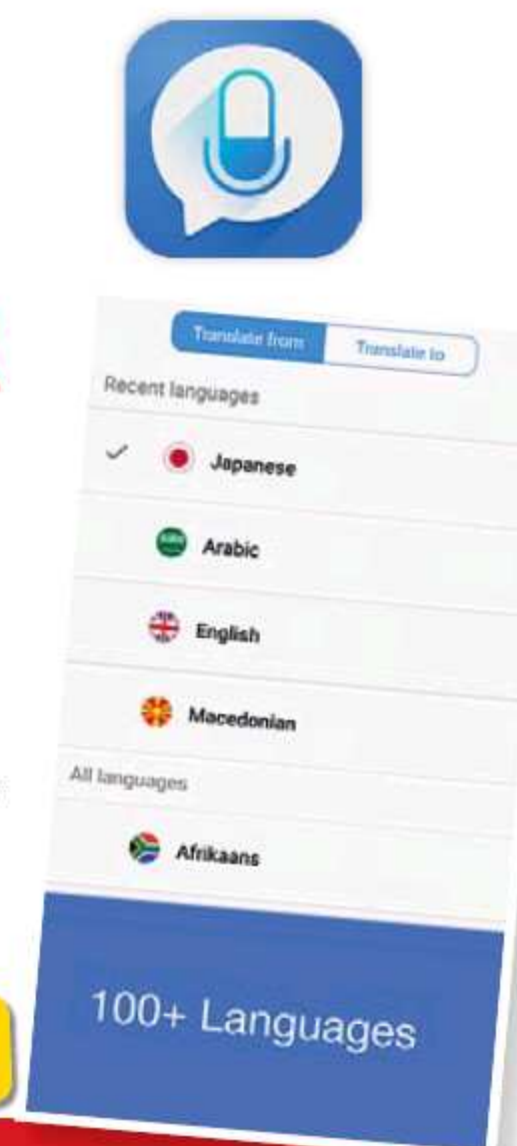 Translate from
Translate to
Recent languages
Japanese
Arabic
English
Macedonian
All languages
Afrikaans
100+ Languages